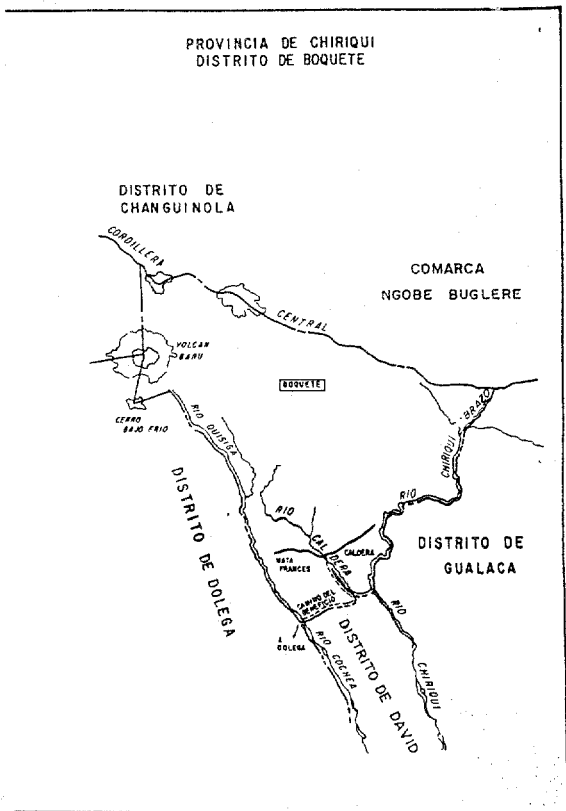 PROVINCIA DE CHIRIQUI
DISTRITO DE BOQUETE
DISTRITO DE
CHANGUINOLA
CORDILLERA
CENTRAL
COMARCA
NGOBE BUGLERE
VOLCAN
BARU
BOQUETE
CERRO
BAJO FRIO
RIO QUISIGA
CHIRIQUI
BRAZO
RIO
RIO
CALDERA
MATA
FRANCES
CALDERA
DISTRITO DE
GUALACA
DISTRITO DE DOLEGA
CAMINO DEL
BENEFICIO
A
DOLEGA
RIO COCHEA
DISTRITO DE DAVID
RIO
CHIRIQUI